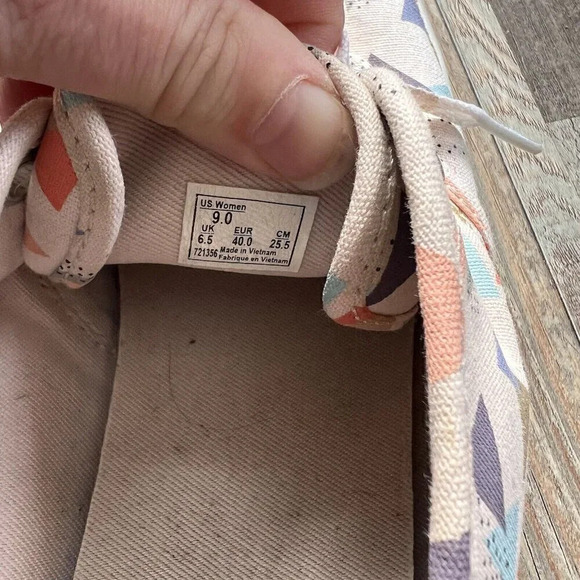 US Women
9.0
UK EUR CM
6.5 40.0 25.5
721356 Made in Vietnam
Fabriqué en Vietnam